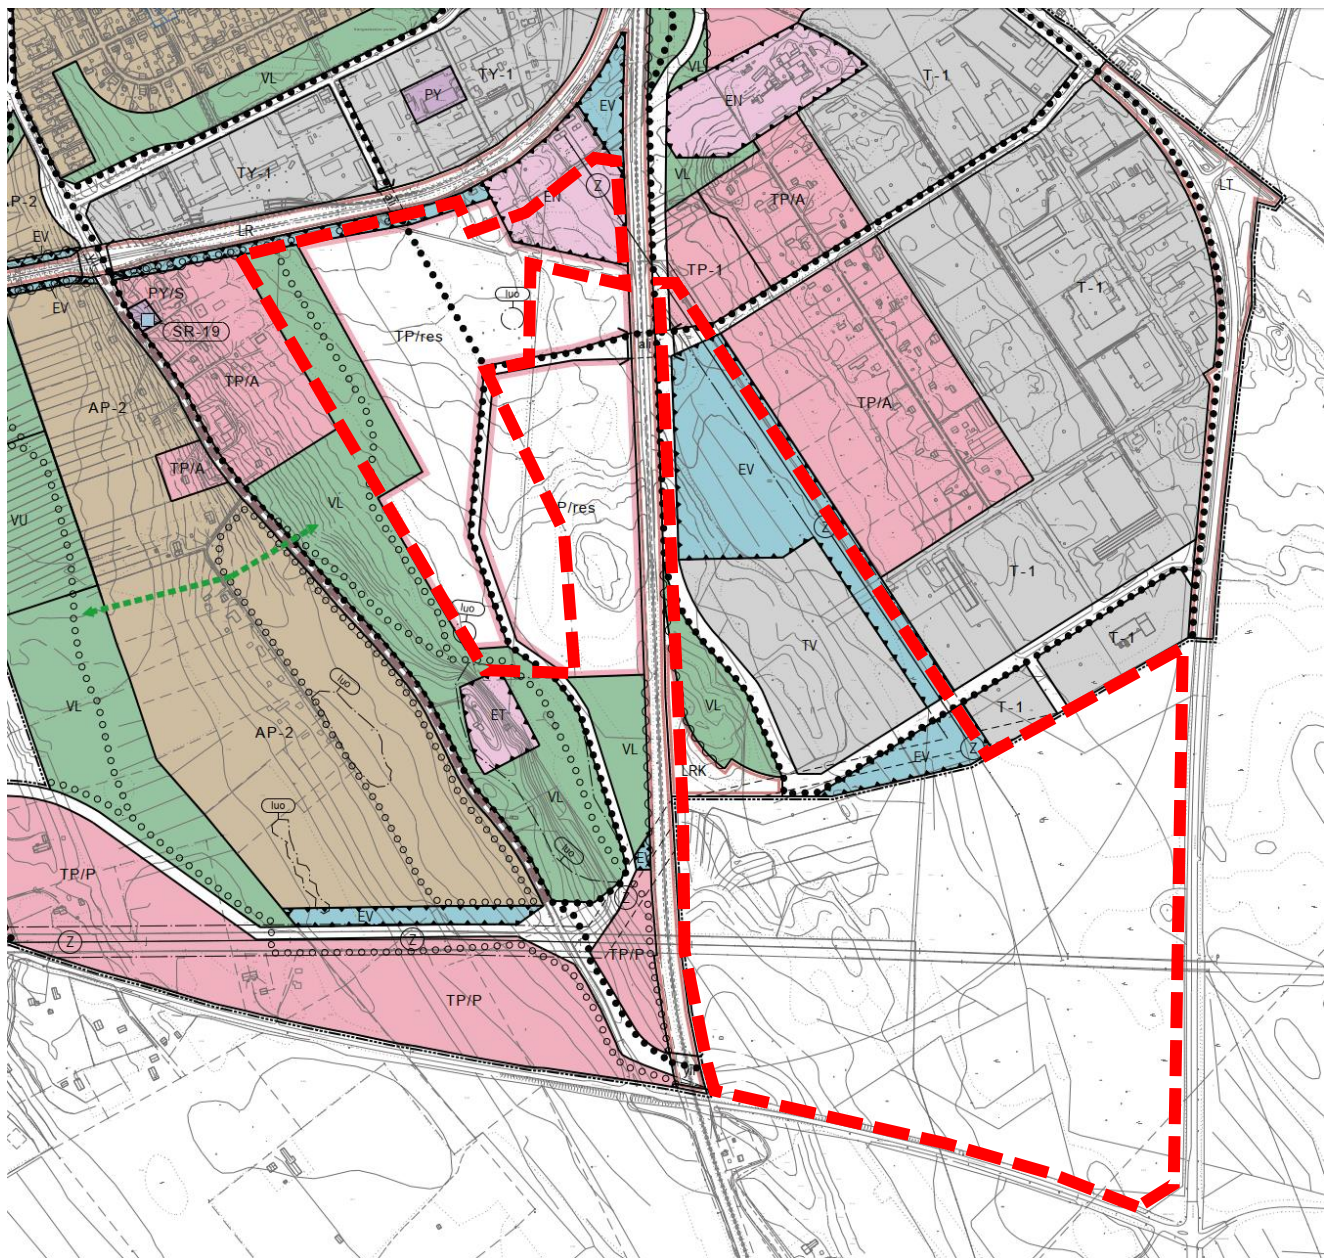 VL
TY-1
PY
EV
VL
EN
T-1
TY-1
AP-2
EV
LR
EN
Z
VL
TP/A
LT
EV
PY/S
SR-19
TP/res
luo
TP-1
T-1
TP/A
AP-2
TP/A
TP/A
EV
VL
P/res
Z
VU
T-1
luo
TV
T-1
VL
luo
AP-2
ET
VL
VL
T-1
Z
EV
LRK
VL
luo
luo
EV
TP/P
Z
EV
Z
Z
TP/P
TP/P